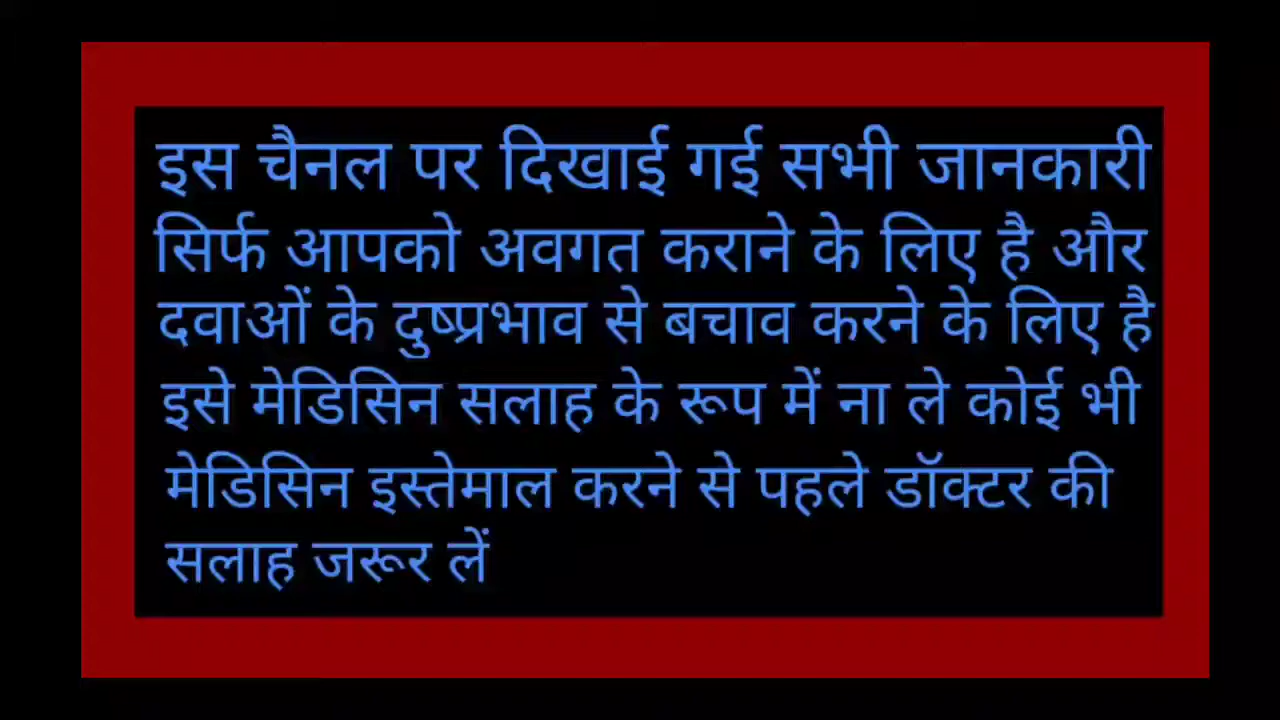 इस चैनल पर दिखाई गई सभी जानकारी
सिर्फ आपको अवगत कराने के लिए है और
दवाओं के दुष्प्रभाव से बचाव करने के लिए है
इसे मेडिसिन सलाह के रूप में ना ले कोई भी
मेडिसिन इस्तेमाल करने से पहले डॉक्टर की
सलाह जरूर लें